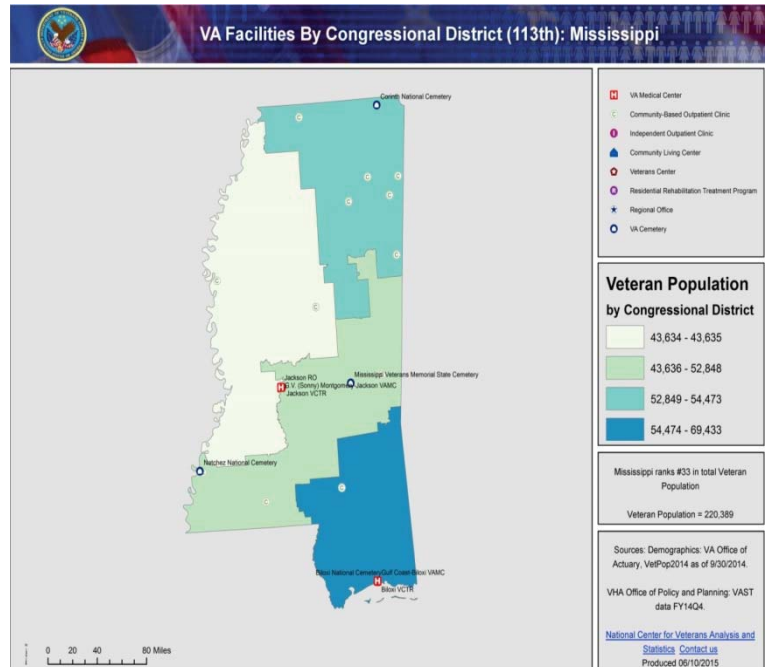 VA Facilities By Congressional District (113th): Mississippi
Corinth National Cemetery
C
C
C
C
C
C
C
C
C
Jackson RO
Mississippi Veterans Memorial State Cemetery
H
G.V. (Sonny) Montgomery Jackson VAMC
Jackson VCTR
Natchez National Cemetery
C
C
Biloxi National Cemetery
Gulf Coast-Biloxi VAMC
H
Biloxi VCTR
0 20 40 80 Miles
H VA Medical Center
C Community-Based Outpatient Clinic
I Independent Outpatient Clinic
Community Living Center
Veterans Center
R Residential Rehabilitation Treatment Program
Regional Office
VA Cemetery
Veteran Population
by Congressional District
43,634 - 43,635
43,636 - 52,848
52,849 - 54,473
54,474 - 69,433
Mississippi ranks #33 in total Veteran
Population
Veteran Population = 220,389
Sources: Demographics: VA Office of
Actuary, VetPop2014 as of 9/30/2014.
VHA Office of Policy and Planning: VAST
data FY14Q4.
National Center for Veterans Analysis and
Statistics Contact us
Produced 06/10/2015